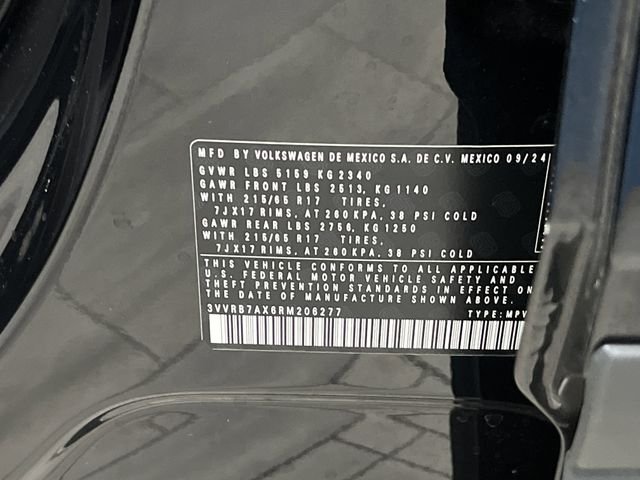 MFD BY VOLKSWAGEN DE MEXICO S.A. DE C.V. MEXICO 09/24
GVWR LBS 5159 KG 2340
GAWR FRONT LBS 2513, KG 1140
WITH 215/65 R17 TIRES,
7JX17 RIMS, AT 260 KPA, 38 PSI COLD
GAWR REAR LBS 2756, KG 1250
WITH 215/65 R17 TIRES,
7JX17 RIMS, AT 260 KPA, 38 PSI COLD
THIS VEHICLE CONFORMS TO ALL APPLICABLE
U.S. FEDERAL MOTOR VEHICLE SAFETY AND
THEFT PREVENTION STANDARDS IN EFFECT ON
THE DATE OF MANUFACTURE SHOWN ABOVE.
3VVRB7AX6RM206277 TYPE: MPV